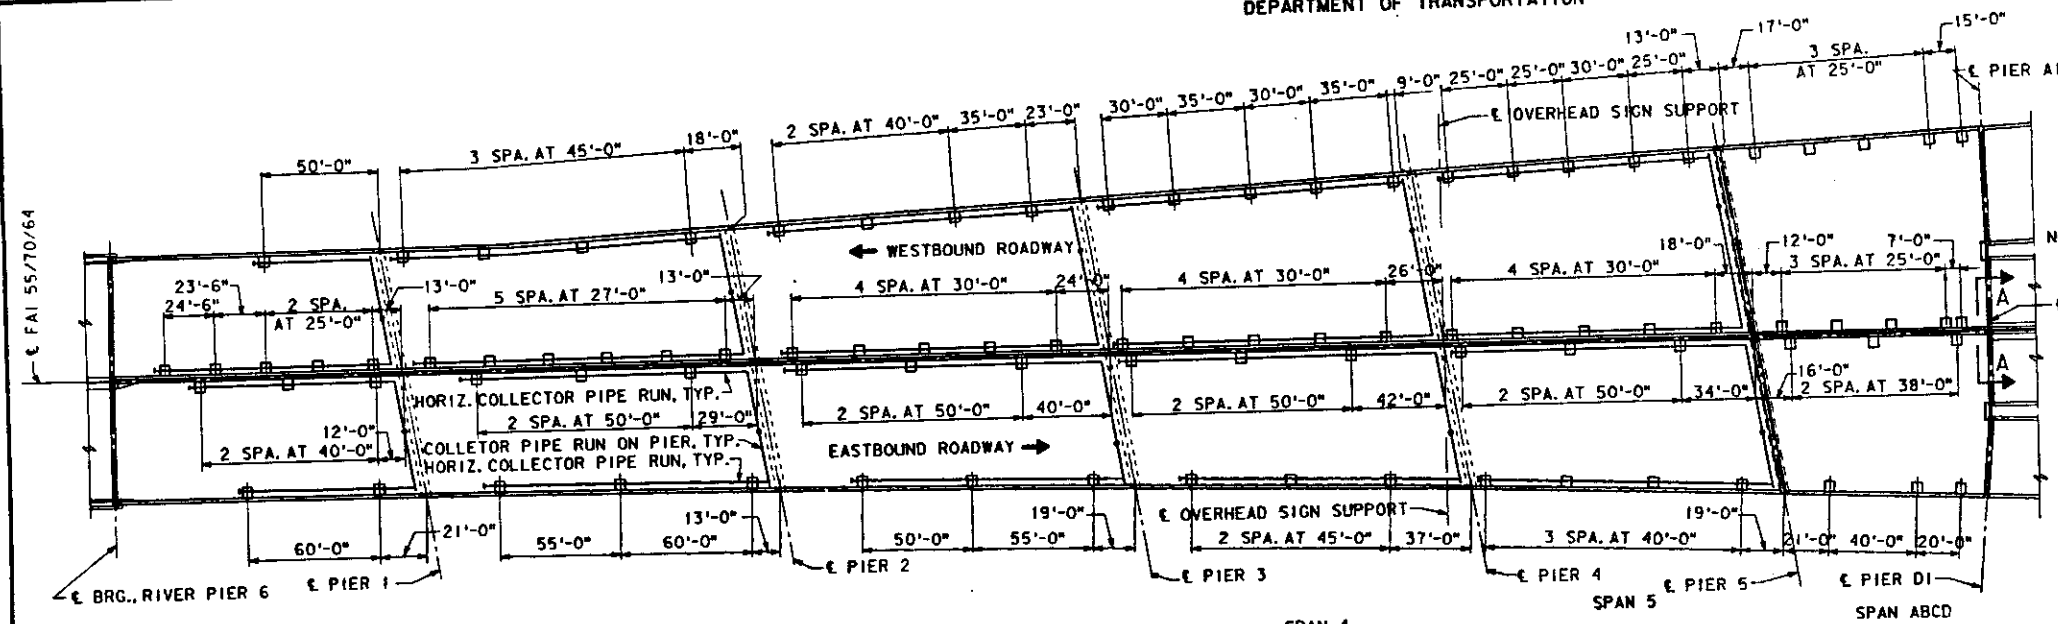 DEPARTMENT OF TRANSPORTATION
13'-0" 17'-0" 15'-0"
3 SPA. AT 25'-0"
℄ PIER A1
30'-0" 35'-0" 30'-0" 35'-0" 9'-0" 25'-0" 25'-0" 30'-0" 25'-0"
℄ OVERHEAD SIGN SUPPORT
2 SPA. AT 40'-0" 35'-0" 23'-0"
3 SPA. AT 45'-0" 18'-0"
50'-0"
℄ FAI 55/70/64
WESTBOUND ROADWAY
N
24'-6" 23'-6" 2 SPA. AT 25'-0" 13'-0"
5 SPA. AT 27'-0" 13'-0"
4 SPA. AT 30'-0" 24'-0"
4 SPA. AT 30'-0" 26'-0"
4 SPA. AT 30'-0" 18'-0"
12'-0" 3 SPA. AT 25'-0" 7'-0"
A
A
HORIZ. COLLECTOR PIPE RUN, TYP.
2 SPA. AT 40'-0" 12'-0"
2 SPA. AT 50'-0" 29'-0"
2 SPA. AT 50'-0" 40'-0"
2 SPA. AT 50'-0" 42'-0"
2 SPA. AT 50'-0" 34'-0"
16'-0"
2 SPA. AT 38'-0"
COLLETOR PIPE RUN ON PIER, TYP.
HORIZ. COLLECTOR PIPE RUN, TYP.
EASTBOUND ROADWAY
℄ OVERHEAD SIGN SUPPORT
60'-0" 21'-0"
55'-0" 60'-0" 13'-0"
50'-0" 55'-0" 19'-0"
2 SPA. AT 45'-0" 37'-0"
3 SPA. AT 40'-0" 19'-0"
21'-0" 40'-0" 20'-0"
℄ BRG., RIVER PIER 6
℄ PIER 1
℄ PIER 2
℄ PIER 3
℄ PIER 4
℄ PIER 5
℄ PIER D1
SPAN 5
SPAN ABCD
SPAN 4